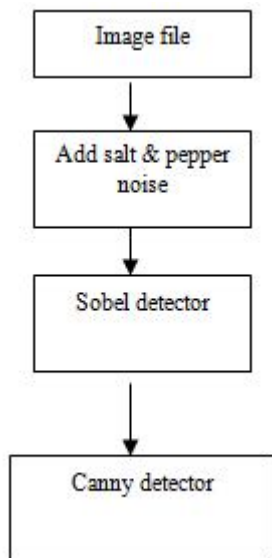 Image file
Add salt & pepper
noise
Sobel detector
Canny detector